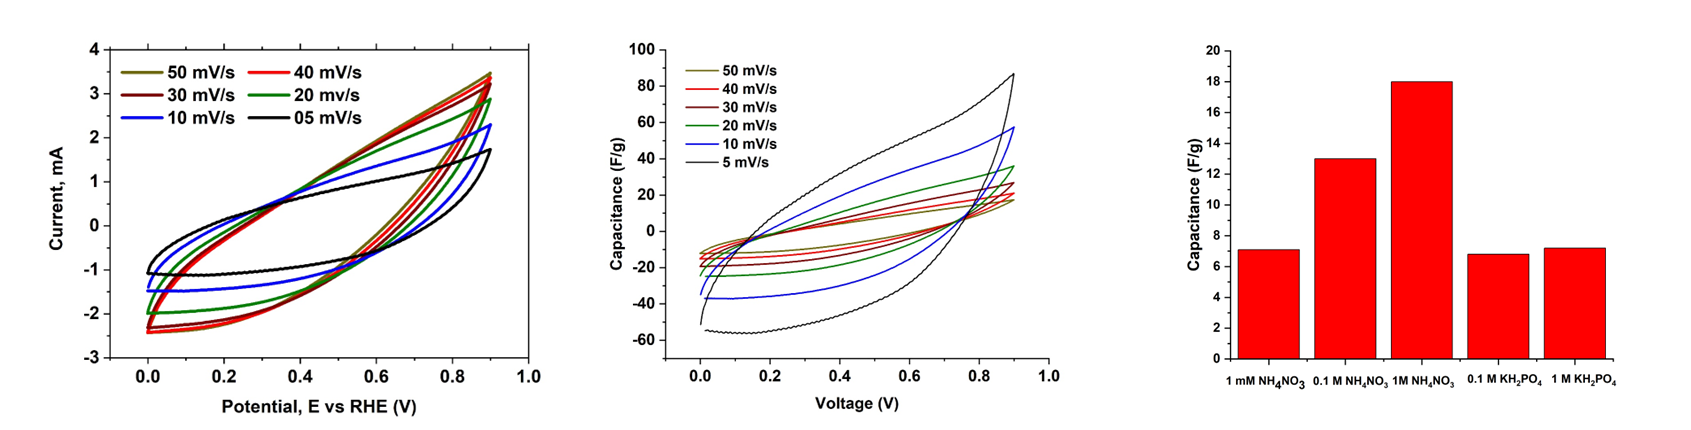 4
3
2
1
0
-1
-2
-3
Current, mA
50 mV/s 40 mV/s
30 mV/s 20 mv/s
10 mV/s 05 mV/s
0.0 0.2 0.4 0.6 0.8 1.0
Potential, E vs RHE (V)
100
80
60
40
20
0
-20
-40
-60
Capacitance (F/g)
50 mV/s
40 mV/s
30 mV/s
20 mV/s
10 mV/s
5 mV/s
0.0 0.2 0.4 0.6 0.8 1.0
Voltage (V)
20
18
16
14
12
10
8
6
4
2
0
Capacitance (F/g)
1 mM NH₄NO₃ 0.1 M NH₄NO₃ 1M NH₄NO₃ 0.1 M KH₂PO₄ 1 M KH₂PO₄